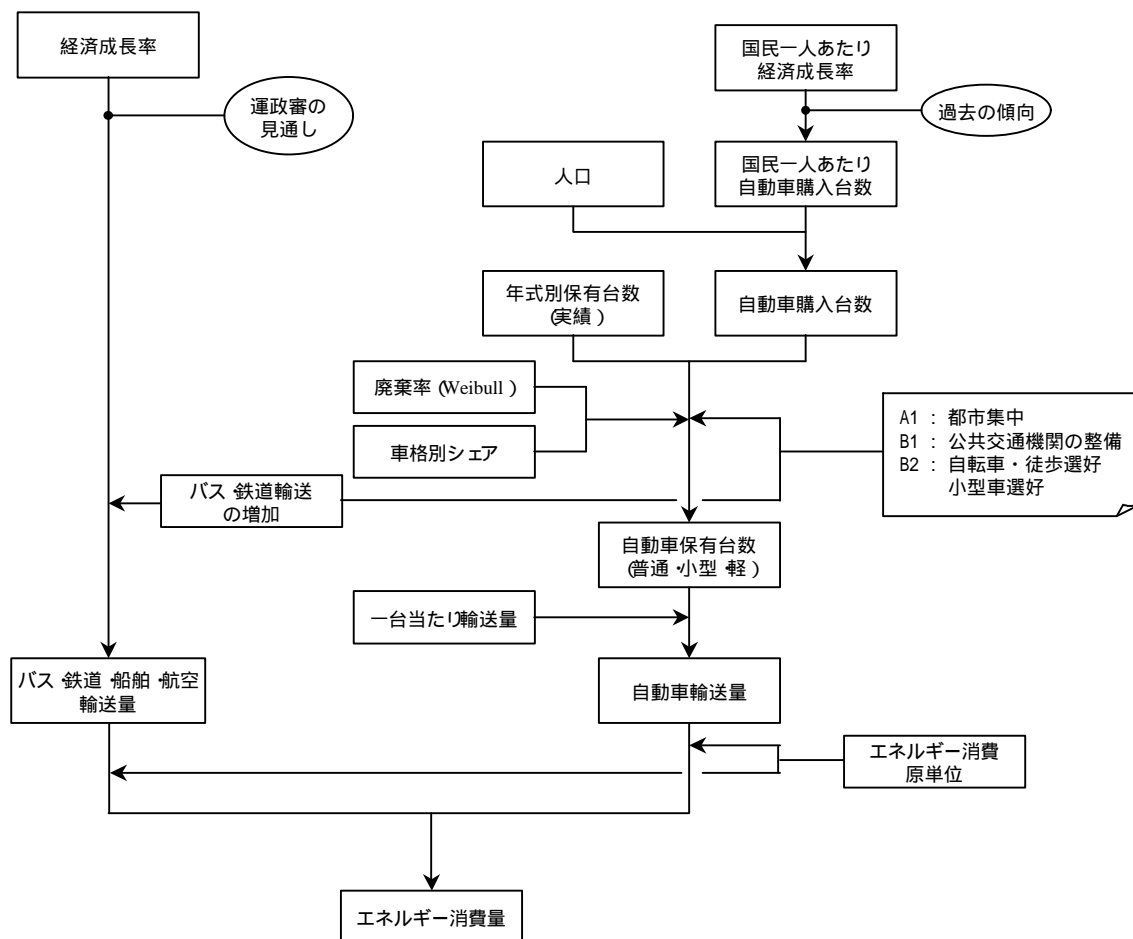 経済成長率
国民一人あたり
経済成長率
運政審の
見通し
過去の傾向
国民一人あたり
自動車購入台数
人口
年式別保有台数
(実績)
自動車購入台数
廃棄率 (Weibull)
車格別シェア
A1 : 都市集中
B1 : 公共交通機関の整備
B2 : 自転車・徒歩選好
小型車選好
バス・鉄道輸送
の増加
自動車保有台数
(普通・小型・軽)
一台当たり輸送量
バス・鉄道・船舶・航空
輸送量
自動車輸送量
エネルギー消費
原単位
エネルギー消費量